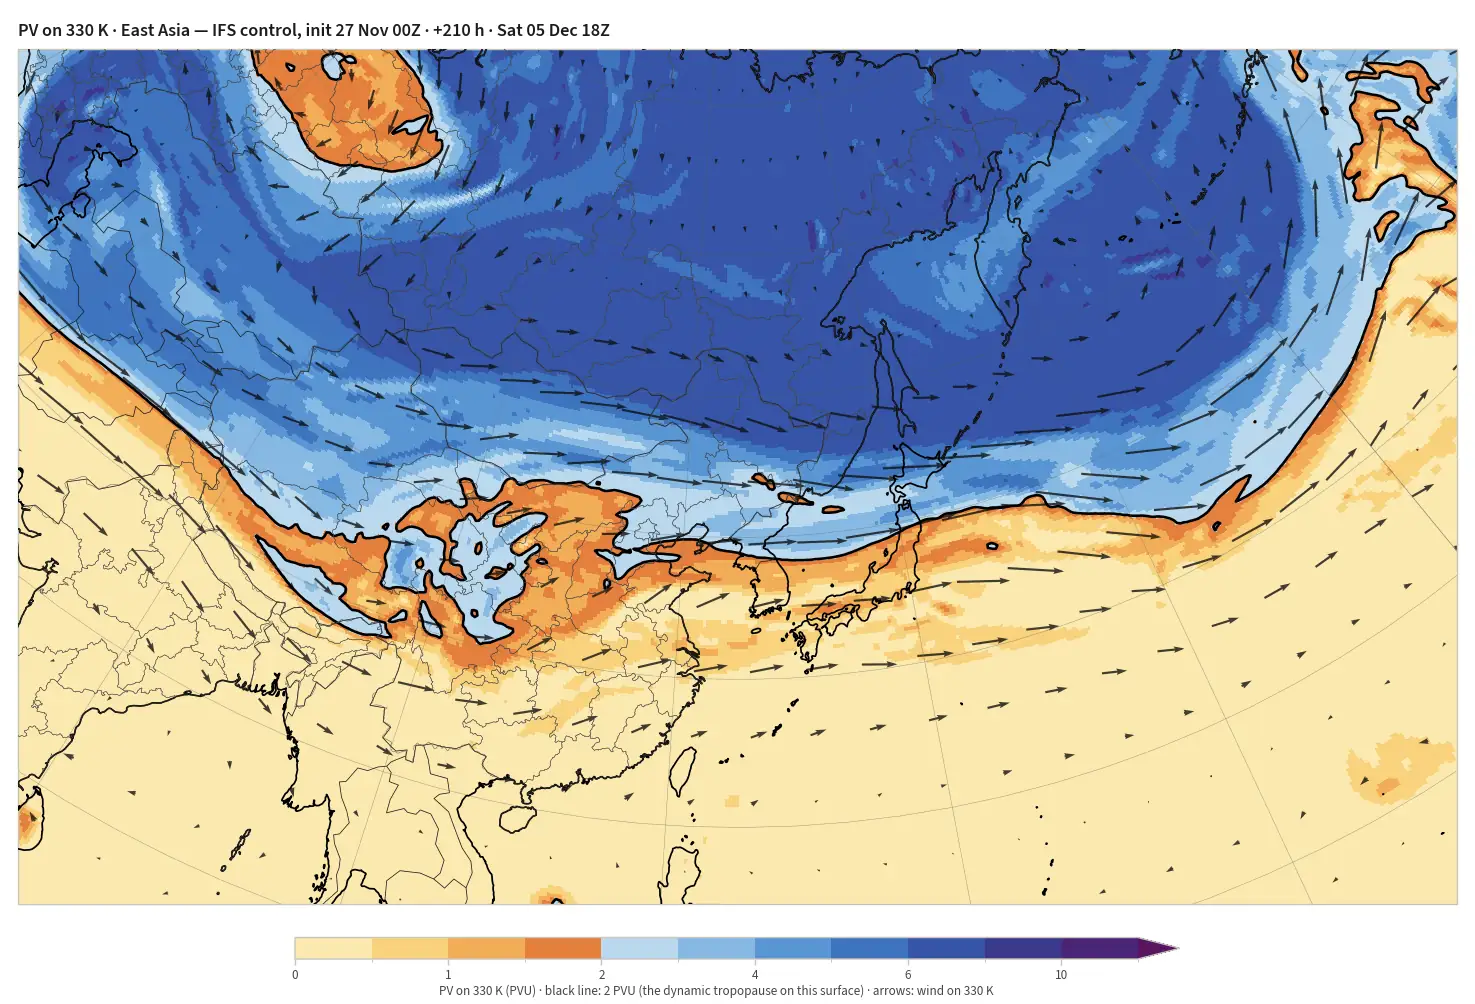 PV on 330 K · East Asia — IFS control, init 27 Nov 00Z · +210 h · Sat 05 Dec 18Z
0 1 2 4 6 10
PV on 330 K (PVU) · black line: 2 PVU (the dynamic tropopause on this surface) · arrows: wind on 330 K